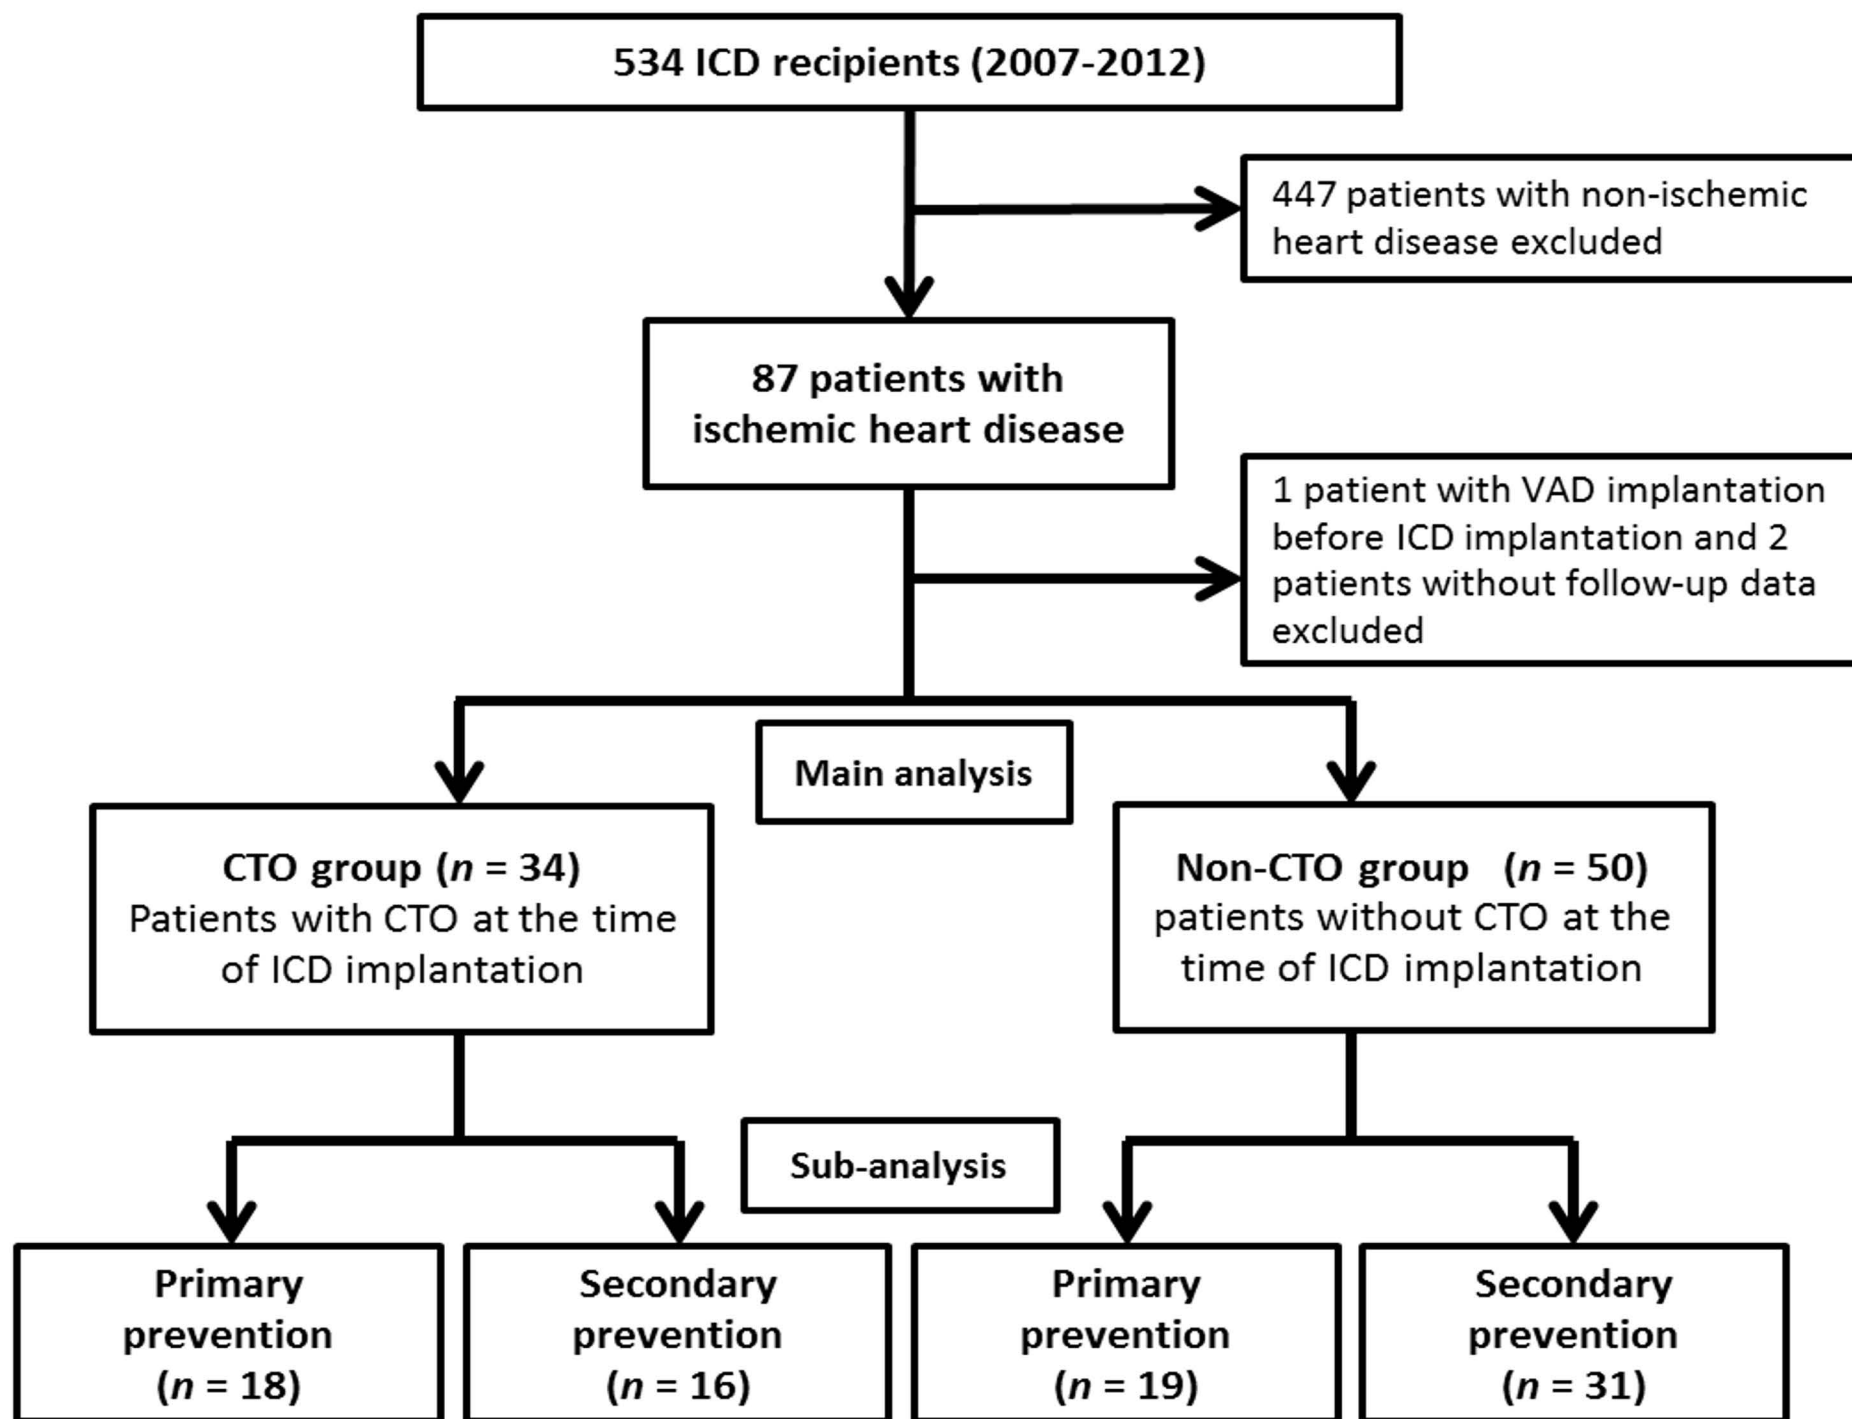 534 ICD recipients (2007-2012)
447 patients with non-ischemic
heart disease excluded
87 patients with
ischemic heart disease
1 patient with VAD implantation
before ICD implantation and 2
patients without follow-up data
excluded
Main analysis
CTO group (n = 34)
Patients with CTO at the time
of ICD implantation
Non-CTO group (n = 50)
patients without CTO at the
time of ICD implantation
Sub-analysis
Primary
prevention
(n = 18)
Secondary
prevention
(n = 16)
Primary
prevention
(n = 19)
Secondary
prevention
(n = 31)